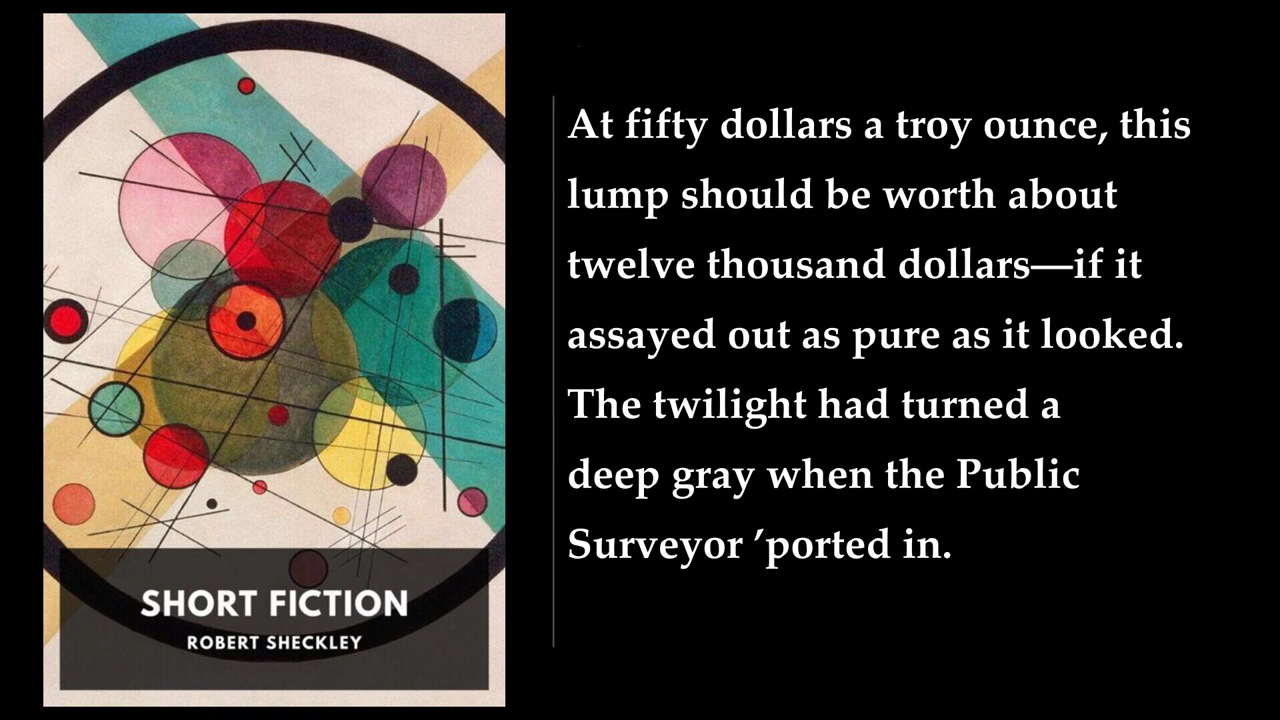 SHORT FICTION
ROBERT SHECKLEY
At fifty dollars a troy ounce, this
lump should be worth about
twelve thousand dollars—if it
assayed out as pure as it looked.
The twilight had turned a
deep gray when the Public
Surveyor ’ported in.